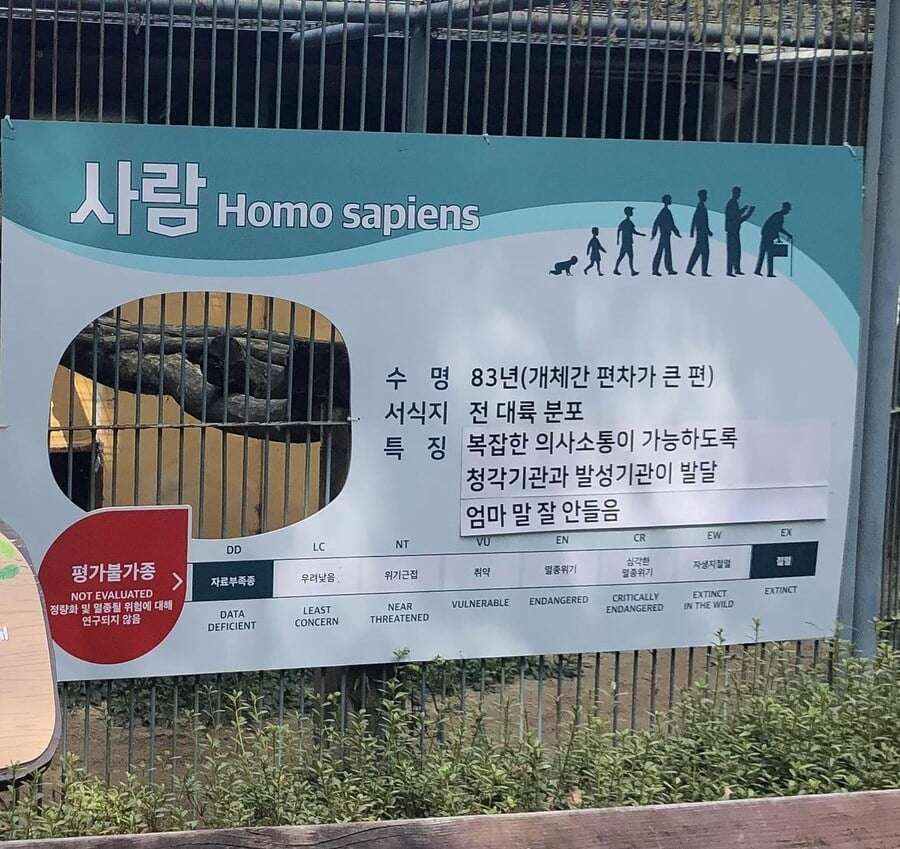 사람 Homo sapiens
수 명 83년(개체간 편차가 큰 편)
서식지 전 대륙 분포
특 징 복잡한 의사소통이 가능하도록
청각기관과 발성기관이 발달
엄마 말 잘 안들음
평가불가종
NOT EVALUATED
정량화 및 멸종될 위험에 대해
연구되지 않음
DD LC NT VU EN CR EW EX
자료부족종 우려낮음 위기근접 취약 멸종위기 심각한 멸종위기 자생지절멸 절멸
DATA DEFICIENT LEAST CONCERN NEAR THREATENED VULNERABLE ENDANGERED CRITICALLY ENDANGERED EXTINCT IN THE WILD EXTINCT